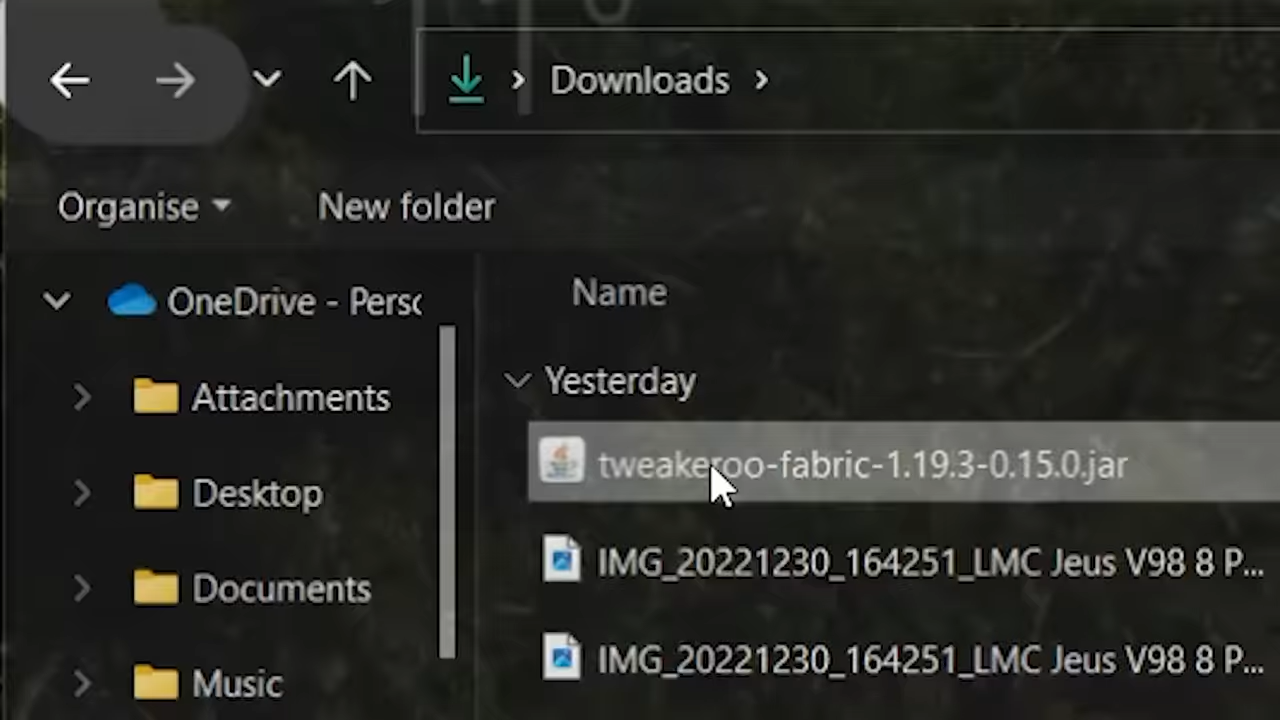 Downloads
Organise
New folder
OneDrive - Perso
Name
Attachments
Yesterday
tweakeroo-fabric-1.19.3-0.15.0.jar
Desktop
IMG_20221230_164251_LMC Jeus V98 8 P...
Documents
IMG_20221230_164251_LMC Jeus V98 8 P...
Music